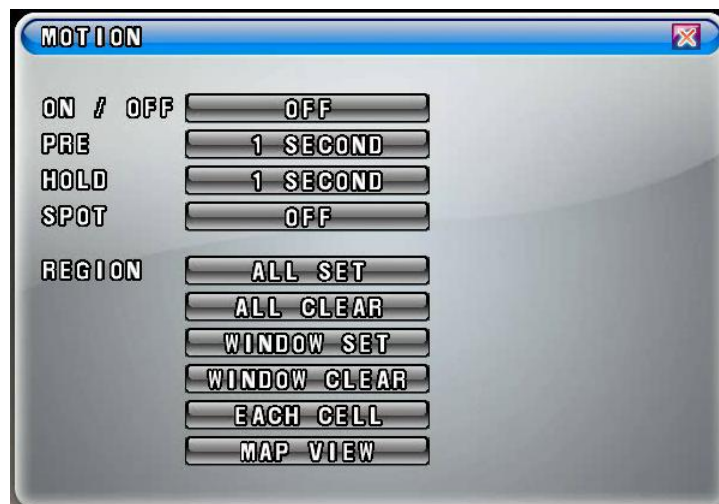 MOTION
ON / OFF OFF
PRE 1 SECOND
HOLD 1 SECOND
SPOT OFF
REGION ALL SET
ALL CLEAR
WINDOW SET
WINDOW CLEAR
EACH CELL
MAP VIEW